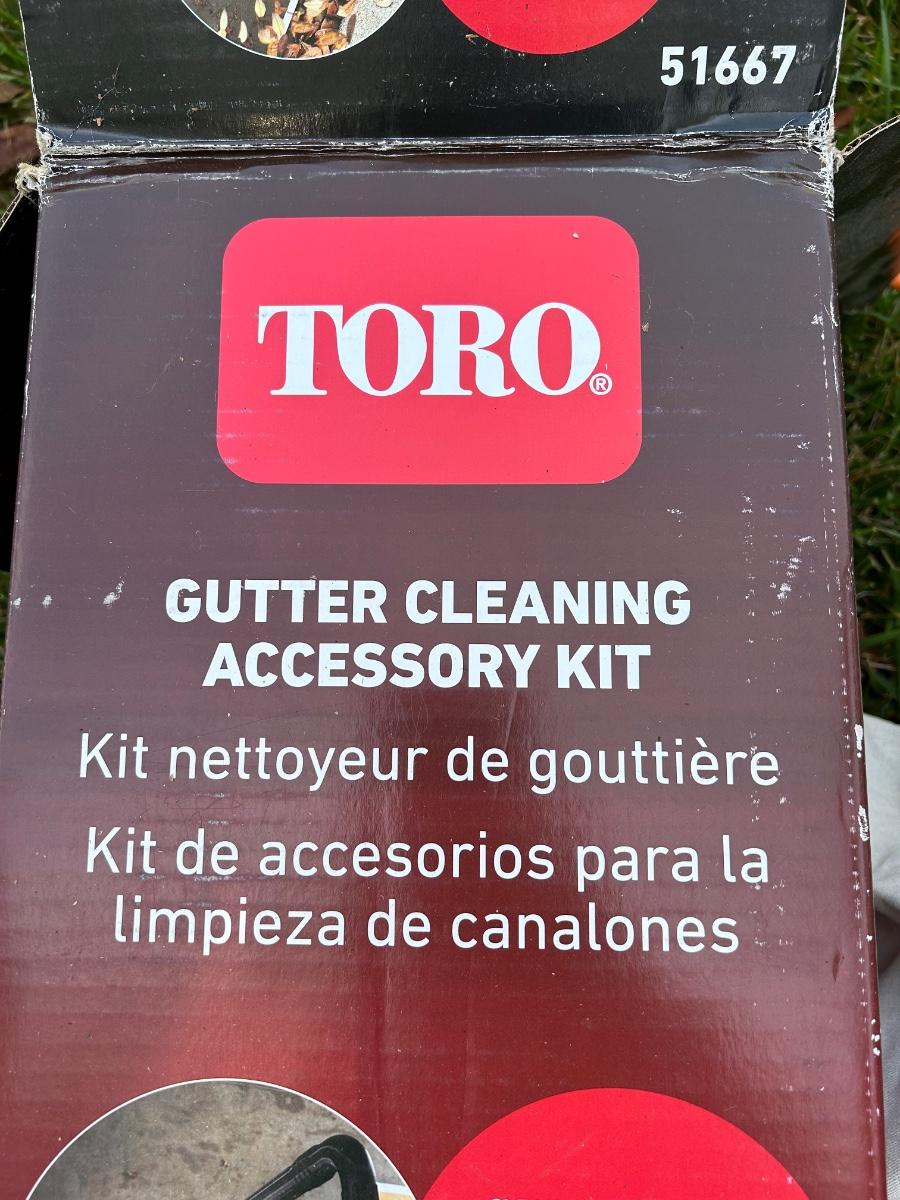 51667
TORO®
GUTTER CLEANING
ACCESSORY KIT
Kit nettoyeur de gouttière
Kit de accesorios para la
limpieza de canalones